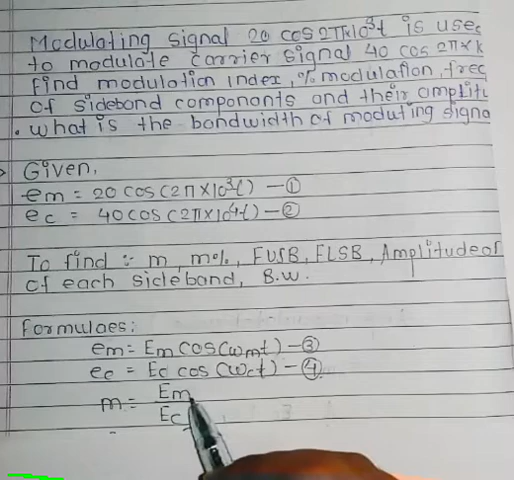 Modulating signal 20 cos 2π×10³t is used
to modulate carrier signal 40 cos 2π×
find modulation index, % modulation, freq
of sideband componants and their amplitu
. what is the bandwidth of moduting signa
Given,
em = 20 cos (2π×10³t) — ①
ec = 40 cos (2π×10⁴t) — ②
To find :- m, m%, FUSB, FLSB, Amplitude of
of each sideband, B.W.
formulaes:
em = Em cos (ωmt) — ③
ec = Ec cos (ωct) — ④
m = Em
Ec